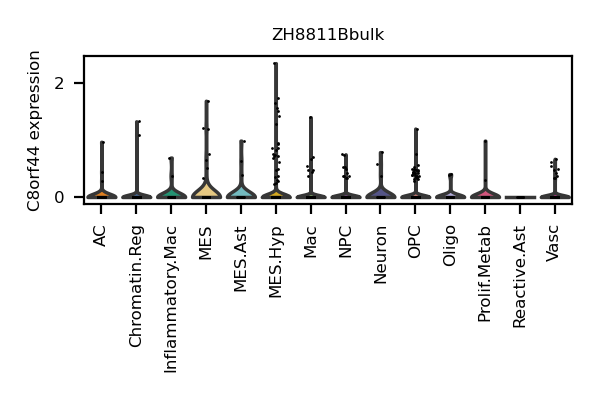 ZH8811Bbulk
C8orf44 expression
2
0
AC
Chromatin.Reg
Inflammatory.Mac
MES
MES.Ast
MES.Hyp
Mac
NPC
Neuron
OPC
Oligo
Prolif.Metab
Reactive.Ast
Vasc